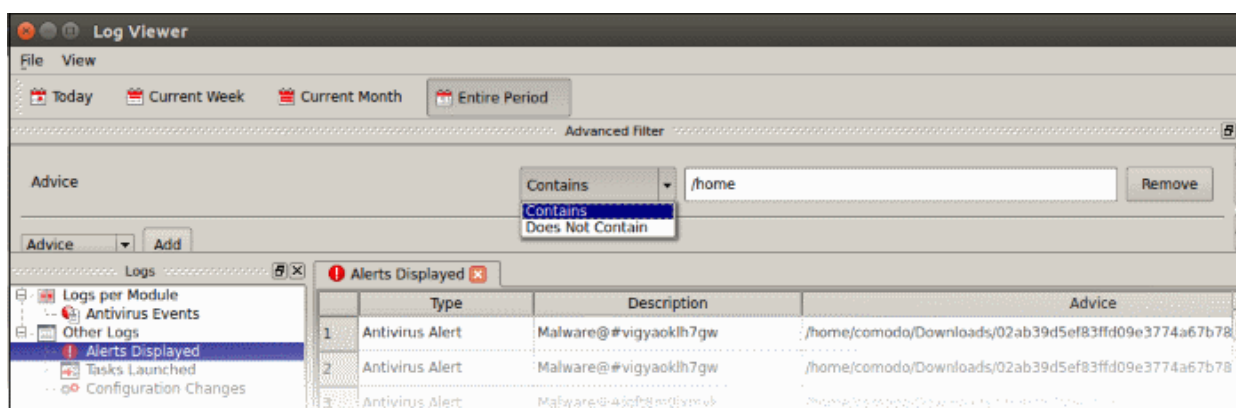 Log Viewer
File View
Today Current Week Current Month Entire Period
Advanced Filter
Advice Contains /home Remove
Contains
Does Not Contain
Advice Add
Logs
Logs per Module
Antivirus Events
Other Logs
Alerts Displayed
Tasks Launched
Configuration Changes
Alerts Displayed
Type Description Advice
1 Antivirus Alert Malware@#vigyaoklh7gw /home/comodo/Downloads/02ab39d5ef83ffd09e3774a67b78
2 Antivirus Alert Malware@#vigyaoklh7gw /home/comodo/Downloads/02ab39d5ef83ffd09e3774a67b78
3 Antivirus Alert